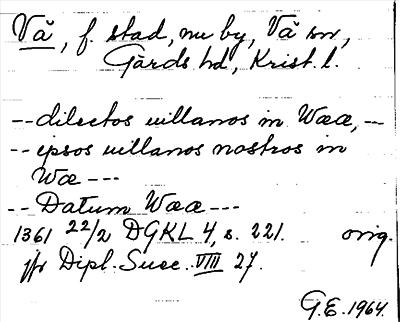 Vä, f. stad, nu by, Vä sn,
Gärds hd, Krist. l.
-- dilectos uillanos in Wææ, --
-- ipsos uillanos nostros in
Wæ ---
-- Datum Wææ ---
1361 22/2 DGKL 4, s. 221. orig.
jfr Dipl. Suec. VIII 27.
G.E. 1964.